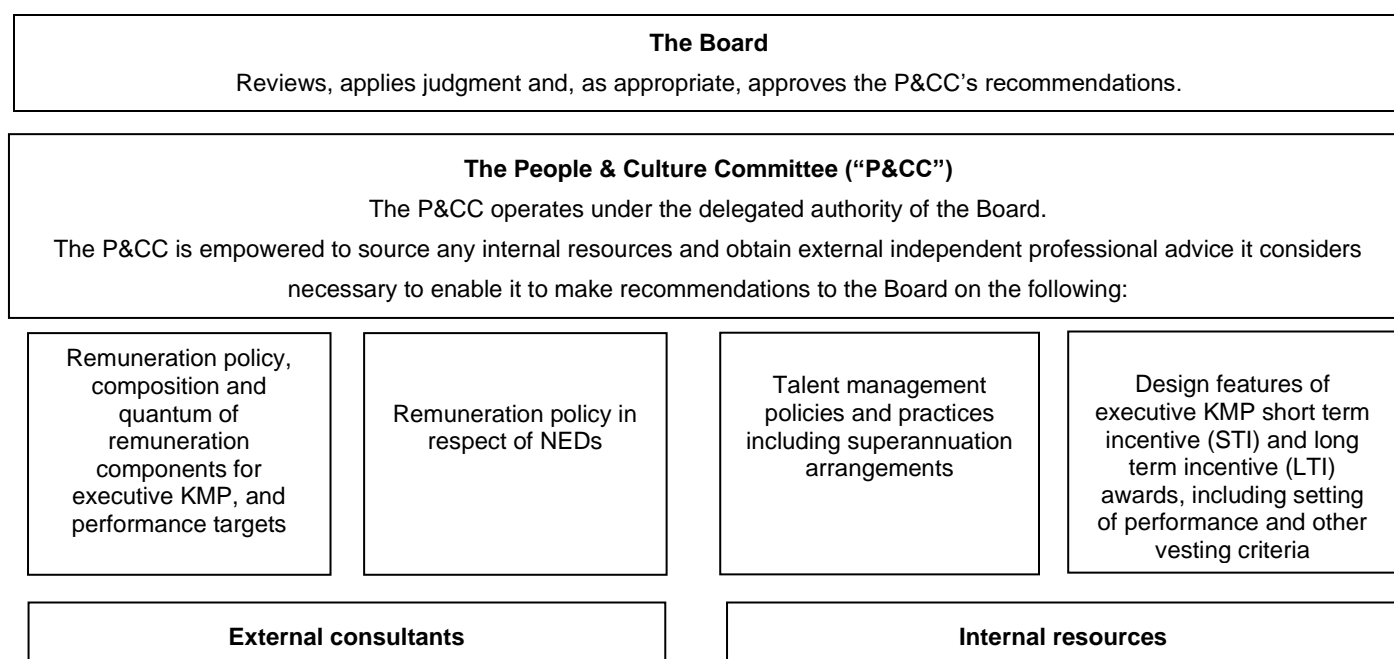 The Board
Reviews, applies judgment and, as appropriate, approves the P&CC’s recommendations.
The People & Culture Committee (“P&CC”)
The P&CC operates under the delegated authority of the Board.
The P&CC is empowered to source any internal resources and obtain external independent professional advice it considers
necessary to enable it to make recommendations to the Board on the following:
Remuneration policy,
composition and
quantum of
remuneration
components for
executive KMP, and
performance targets
Remuneration policy in
respect of NEDs
Talent management
policies and practices
including superannuation
arrangements
Design features of
executive KMP short term
incentive (STI) and long
term incentive (LTI)
awards, including setting
of performance and other
vesting criteria
External consultants
Internal resources